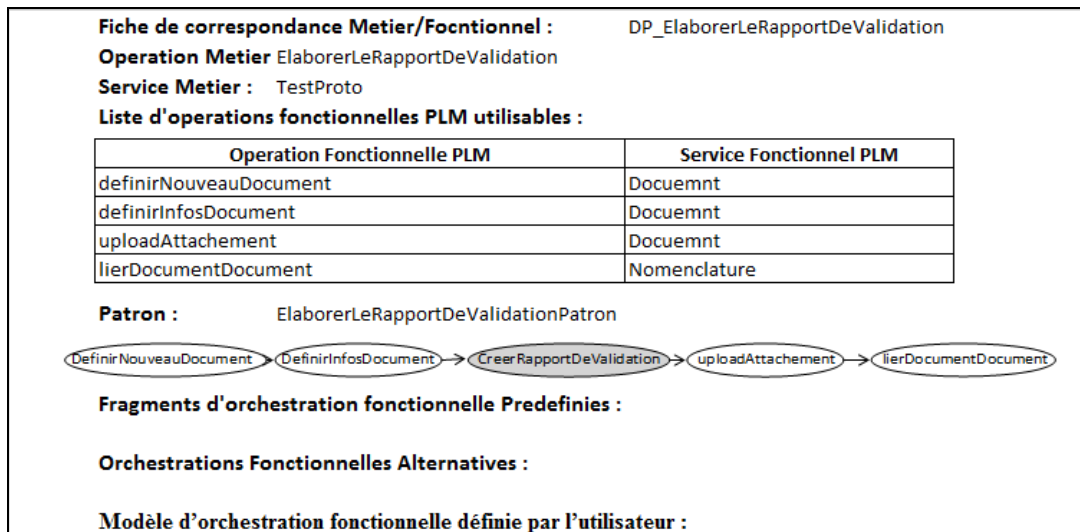 Fiche de correspondance Metier/Focntionnel : DP_ElaborerLeRapportDeValidation
Operation Metier ElaborerLeRapportDeValidation
Service Metier : TestProto
Liste d'operations fonctionnelles PLM utilisables :
Operation Fonctionnelle PLM Service Fonctionnel PLM
definirNouveauDocument Docuemnt
definirInfosDocument Docuemnt
uploadAttachement Docuemnt
lierDocumentDocument Nomenclature
Patron : ElaborerLeRapportDeValidationPatron
DefinirNouveauDocument DefinirInfosDocument CreerRapportDeValidation uploadAttachement lierDocumentDocument
Fragments d'orchestration fonctionnelle Predefinies :
Orchestrations Fonctionnelles Alternatives :
Modèle d’orchestration fonctionnelle définie par l’utilisateur :